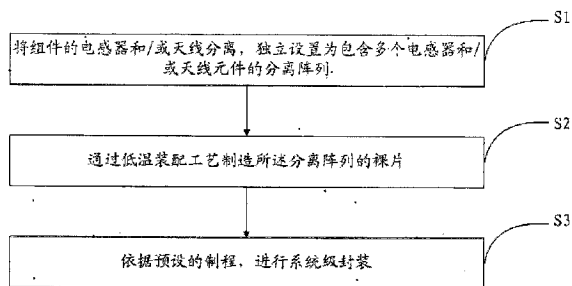 S1
将组件的电感器和/或天线分离，独立设置为包含多个电感器和/
或天线元件的分离阵列.
S2
通过低温装配工艺制造所述分离阵列的裸片
S3
依据预设的制程，进行系统级封装